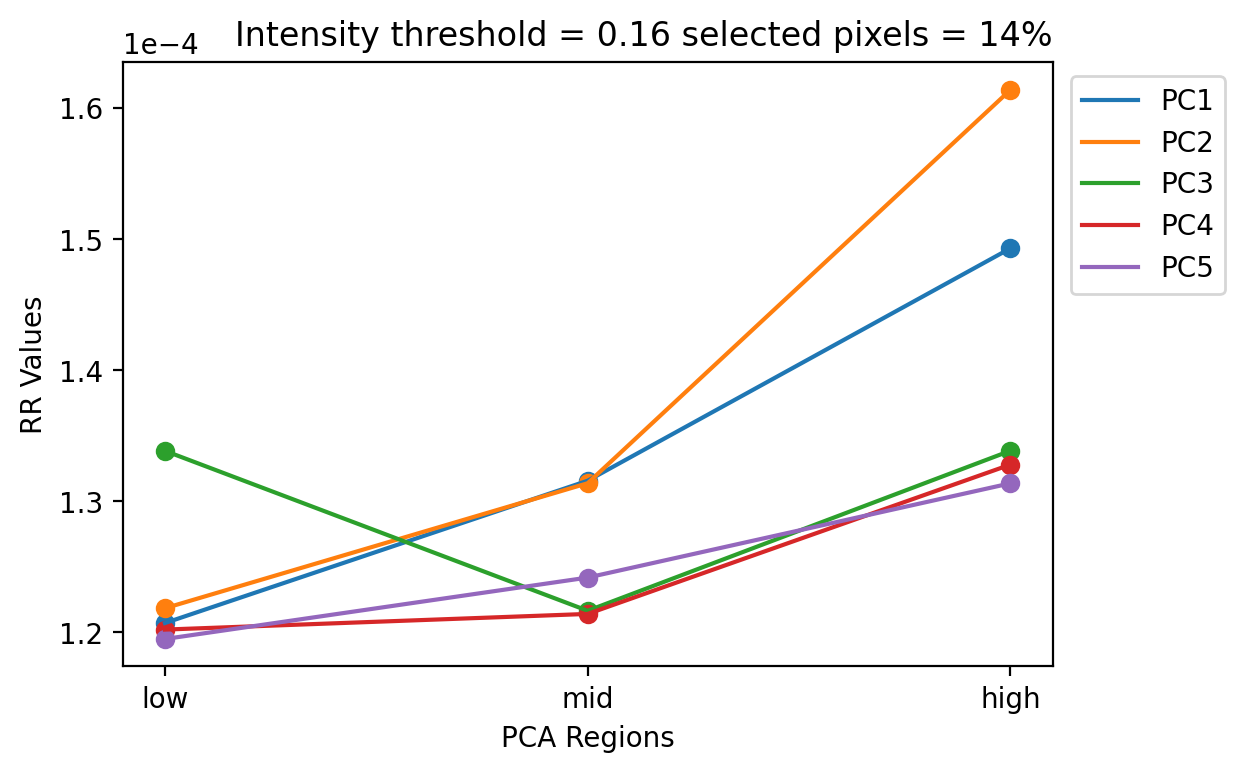 Intensity threshold = 0.16 selected pixels = 14%
1e−4
1.6
1.5
1.4
1.3
1.2
RR Values
low
mid
high
PCA Regions
PC1
PC2
PC3
PC4
PC5